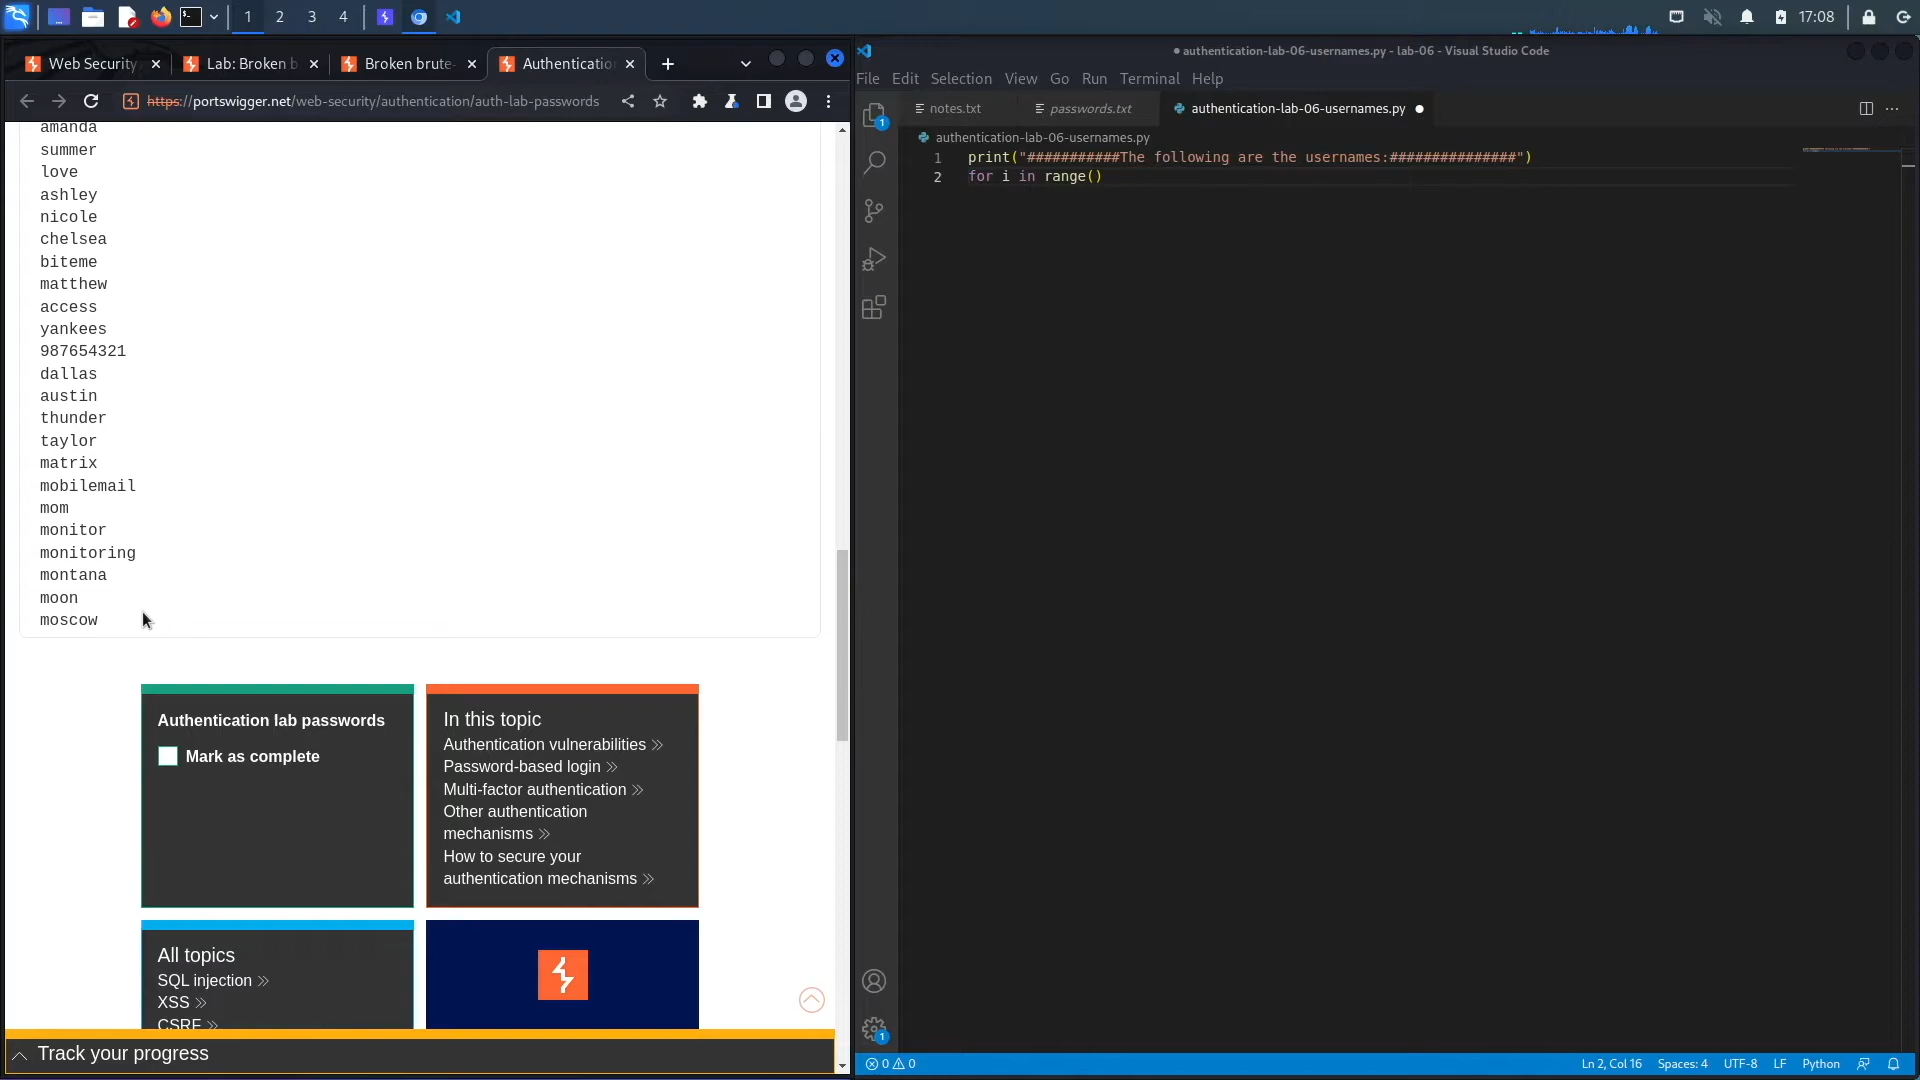 1 2 3 4 17:08
Web Security
Lab: Broken b
Broken brute-
Authenticatio
https://portswigger.net/web-security/authentication/auth-lab-passwords
amanda
summer
love
ashley
nicole
chelsea
biteme
matthew
access
yankees
987654321
dallas
austin
thunder
taylor
matrix
mobilemail
mom
monitor
monitoring
montana
moon
moscow
Authentication lab passwords
Mark as complete
In this topic
Authentication vulnerabilities
Password-based login
Multi-factor authentication
Other authentication
mechanisms
How to secure your
authentication mechanisms
All topics
SQL injection
XSS
CSRF
Track your progress
● authentication-lab-06-usernames.py - lab-06 - Visual Studio Code
File Edit Selection View Go Run Terminal Help
1
notes.txt
passwords.txt
authentication-lab-06-usernames.py ●
authentication-lab-06-usernames.py
1 print("###########The following are the usernames:###############")
2 for i in range()
1
0 0
Ln 2, Col 16 Spaces: 4 UTF-8 LF Python